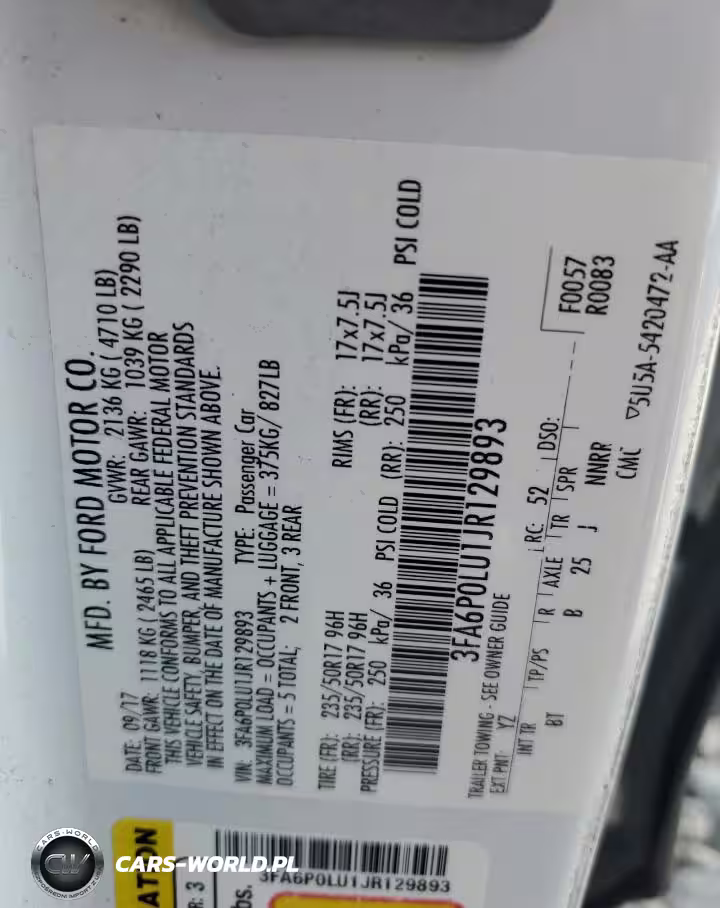 MFD. BY FORD MOTOR CO.
DATE: 09/17 GVWR: 2136 KG ( 4710 LB)
FRONT GAWR: 1118 KG ( 2465 LB) REAR GAWR: 1039 KG ( 2290 LB)
THIS VEHICLE CONFORMS TO ALL APPLICABLE FEDERAL MOTOR
VEHICLE SAFETY, BUMPER, AND THEFT PREVENTION STANDARDS
IN EFFECT ON THE DATE OF MANUFACTURE SHOWN ABOVE.
VIN: 3FA6P0LU1JR129893 TYPE: Passenger Car
MAXIMUM LOAD = OCCUPANTS + LUGGAGE = 375KG/ 827LB
OCCUPANTS = 5 TOTAL; 2 FRONT, 3 REAR
TIRE (FR): 235/50R17 96H RIMS (FR): 17x7.5J
(RR): 235/50R17 96H (RR): 17x7.5J
PRESSURE (FR): 250 kPa/ 36 PSI COLD (RR): 250 kPa/ 36 PSI COLD
3FA6P0LU1JR129893
TRAILER TOWING - SEE OWNER GUIDE
EXT PNT: YZ RC: 52 DSO:
F0057
R0083
INT TR TP/PS R AXLE TR SPR
BT B 25 J NNRR
CMC ▽5U5A-5420472-AA
ATION
R: 3
bs.
3FA6P0LU1JR129893
CARS-WORLD
CW
CARS-WORLD.PL